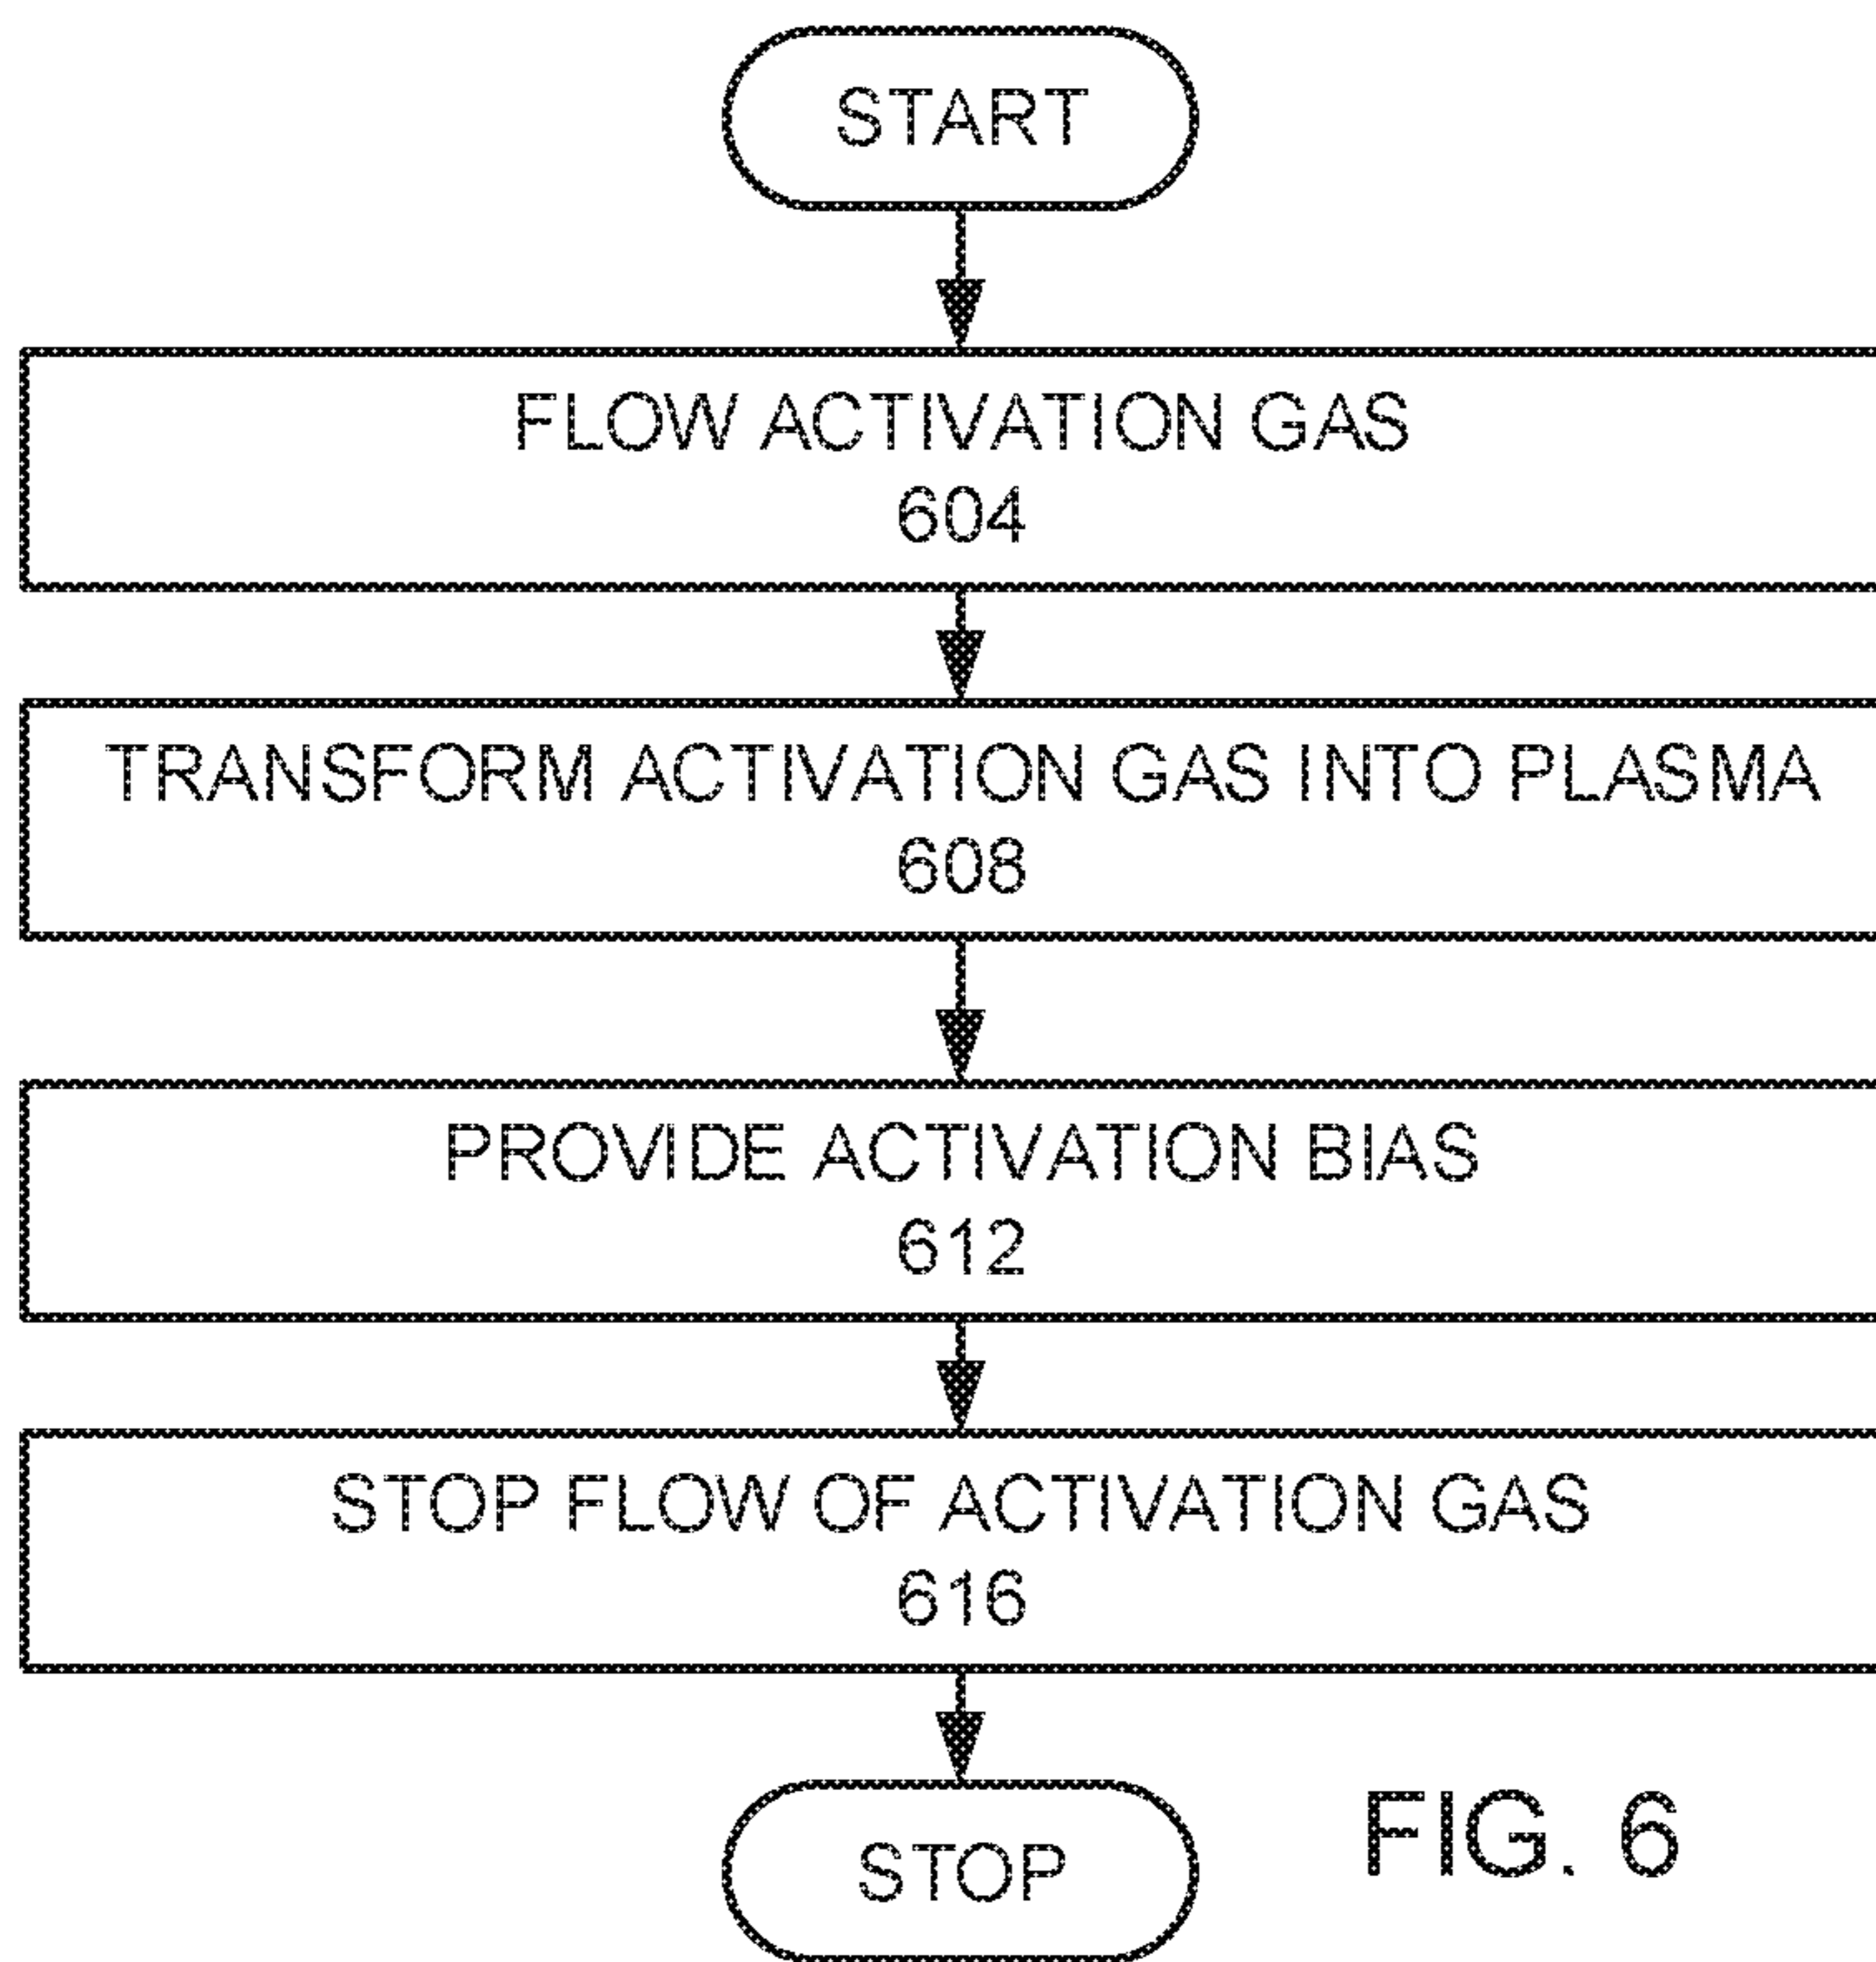 START
FLOW ACTIVATION GAS
604
TRANSFORM ACTIVATION GAS INTO PLASMA
608
PROVIDE ACTIVATION BIAS
612
STOP FLOW OF ACTIVATION GAS
616
STOP
FIG. 6